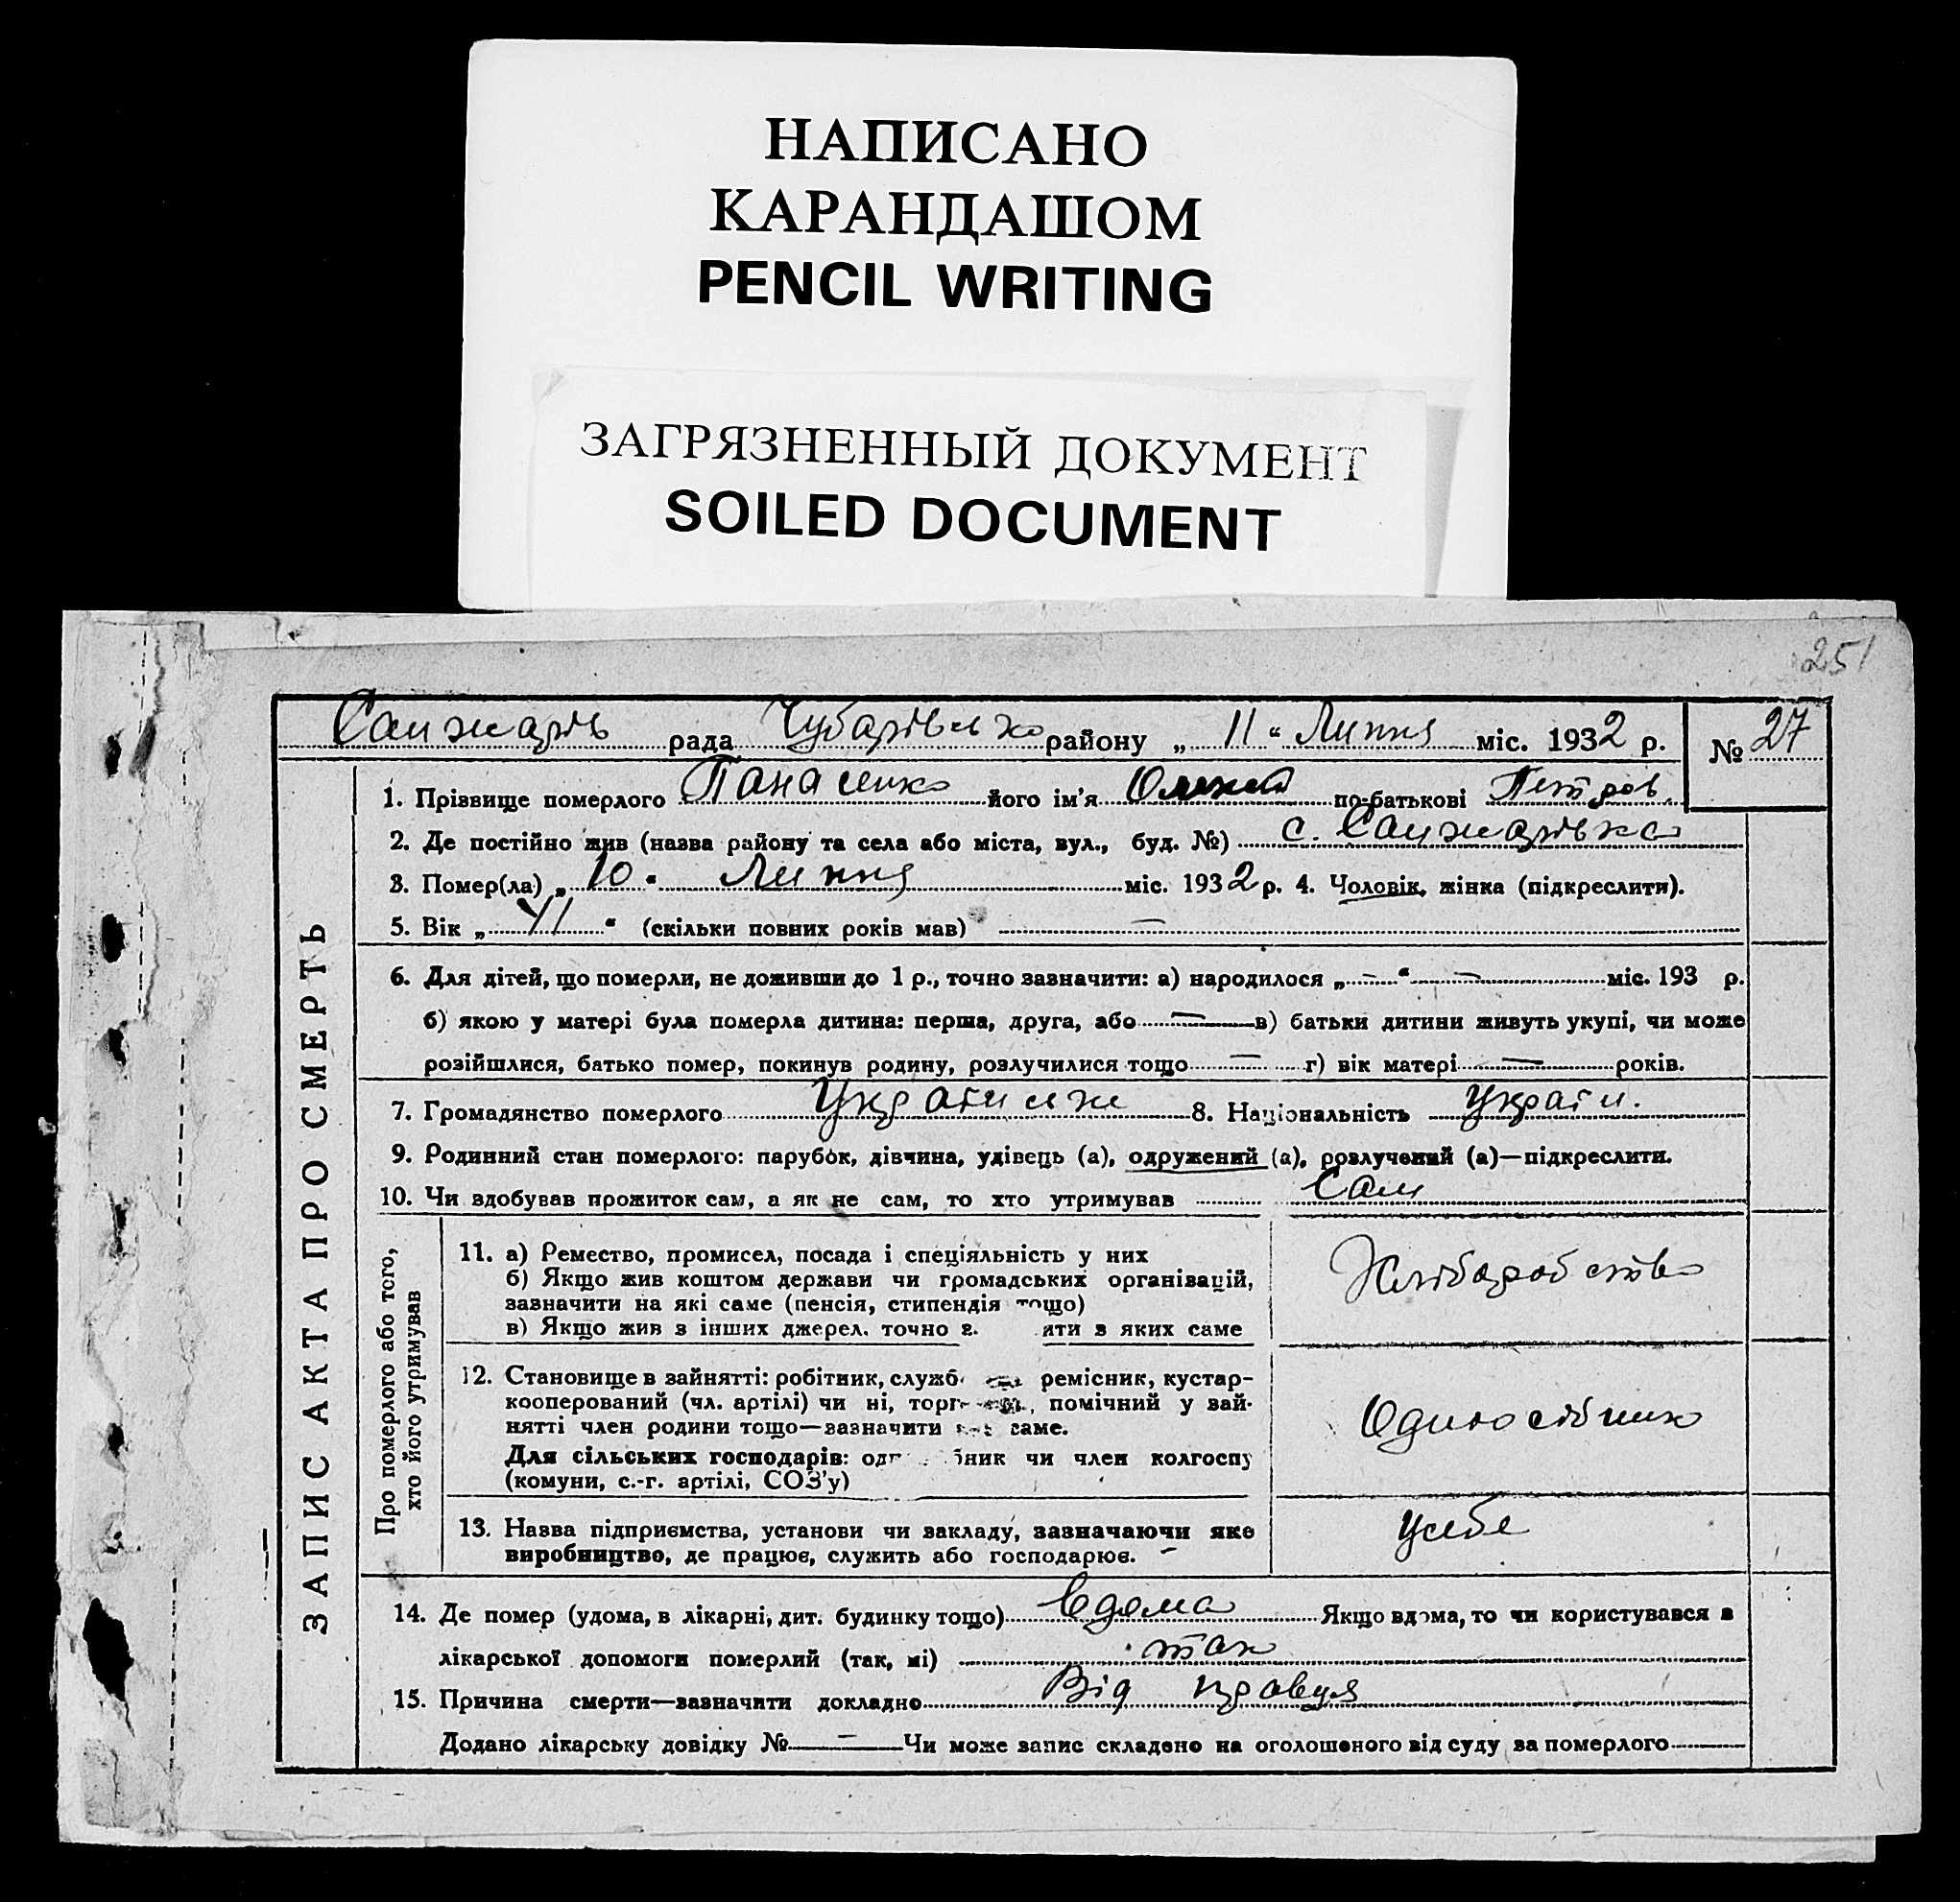 НАПИСАНО
КАРАНДАШОМ
PENCIL WRITING
ЗАГРЯЗНЕННЫЙ ДОКУМЕНТ
SOILED DOCUMENT
251
Санжарів рада Чубарівсько району „ 11 “ Липня міс. 1932 р. № 27
ЗАПИС АКТА ПРО СМЕРТЬ
1. Прізвище померлого Панасенко його ім'я по-батькові Петров.
2. Де постійно жив (назва району та села або міста, вул., буд. №) с. Санжарівка
3. Помер(ла) „ 10 “ Липня міс. 1932 р. 4. Чоловік, жінка (підкреслити).
5. Вік „ “ (скільки повних років мав) —
6. Для дітей, що померли, не доживши до 1 р., точно зазначити: а) народилося „ — “ — міс. 193 р.
б) якою у матері була померла дитина: перша, друга, або — в) батьки дитини живуть укупі, чи може
розійшлися, батько помер, покинув родину, розлучилися тощо — г) вік матері — років.
7. Громадянство померлого Українське 8. Національність Україн.
9. Родинний стан померлого: парубок, дівчина, удівець (а), одружений (а), розлучений (а)—підкреслити.
10. Чи здобував прожиток сам, а як не сам, то хто утримував Сам
Про померлого або того,
хто його утримував
11. а) Ремество, промисел, посада і спеціяльність у них
б) Якщо жив коштом держави чи громадських організацій,
зазначити на які саме (пенсія, стипендія тощо)
в) Якщо жив з інших джерел, точно з ити з яких саме
Хлібаробство
12. Становище в зайнятті: робітник, служб ремісник, кустар-
кооперований (чл. артілі) чи ні, торг помічний у зай-
нятті член родини тощо—зазначити саме.
Для сільських господарів: од бник чи член колгоспу
(комуни, с.-г. артілі, СОЗ'у)
Одноосібник
13. Назва підприємства, установи чи закладу, зазначаючи яке
виробництво, де працює, служить або господарює. —
Усебе
14. Де помер (удома, в лікарні, дит. будинку тощо) Вдома Якщо вдома, то чи користувався з
лікарської допомоги померлий (так, ні) так
15. Причина смерти—зазначити докладно Від
Додано лікарську довідку № — Чи може запис складено на оголошеного від суду за померлого